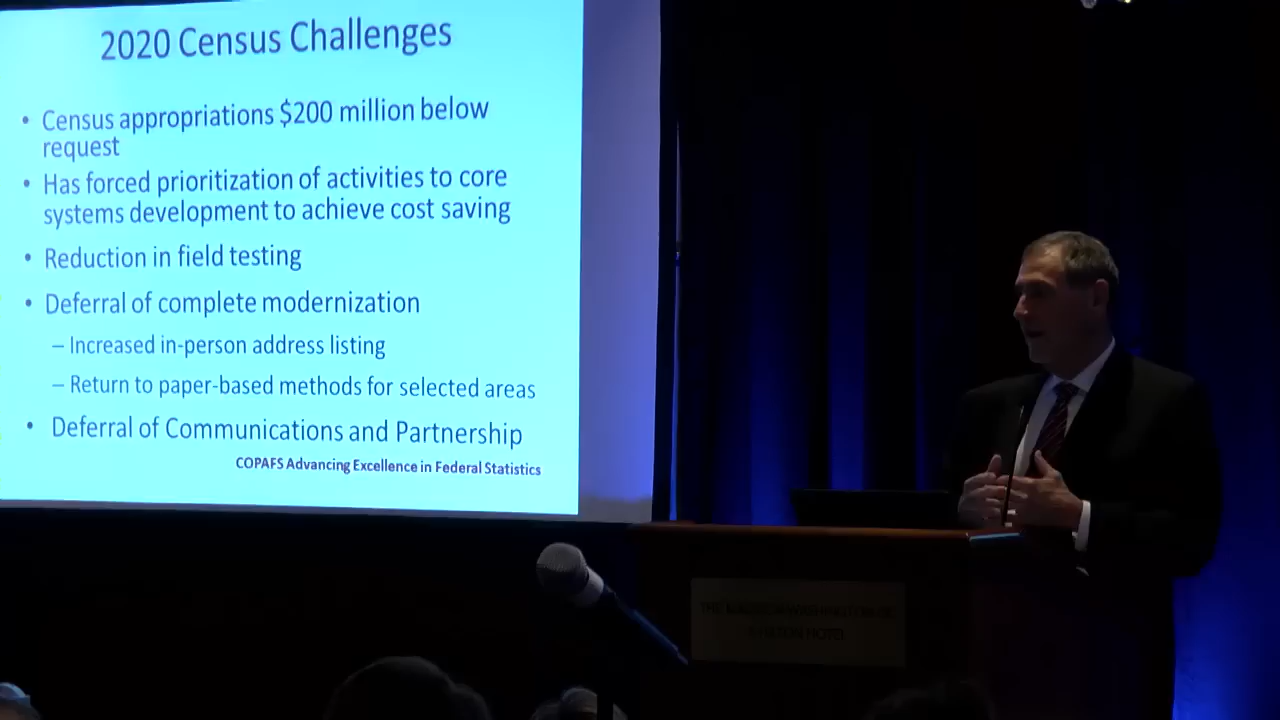 2020 Census Challenges
• Census appropriations $200 million below
request
• Has forced prioritization of activities to core
systems development to achieve cost saving
• Reduction in field testing
• Deferral of complete modernization
– Increased in-person address listing
– Return to paper-based methods for selected areas
• Deferral of Communications and Partnership
COPAFS Advancing Excellence in Federal Statistics